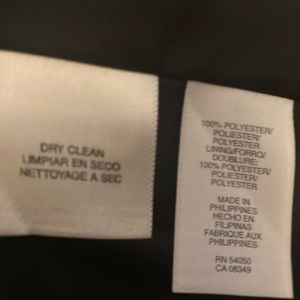 DRY CLEAN
LIMPIAR EN SECO
NETTOYAGE A SEC
100% POLYESTER/
POLIESTER/
POLYESTER
LINING/FORRO/
DOUBLURE:
100% POLYESTER/
POLIESTER/
POLYESTER
MADE IN
PHILIPPINES
HECHO EN
FILIPINAS
FABRIQUE AUX
PHILIPPINES
RN 54050
CA 08349